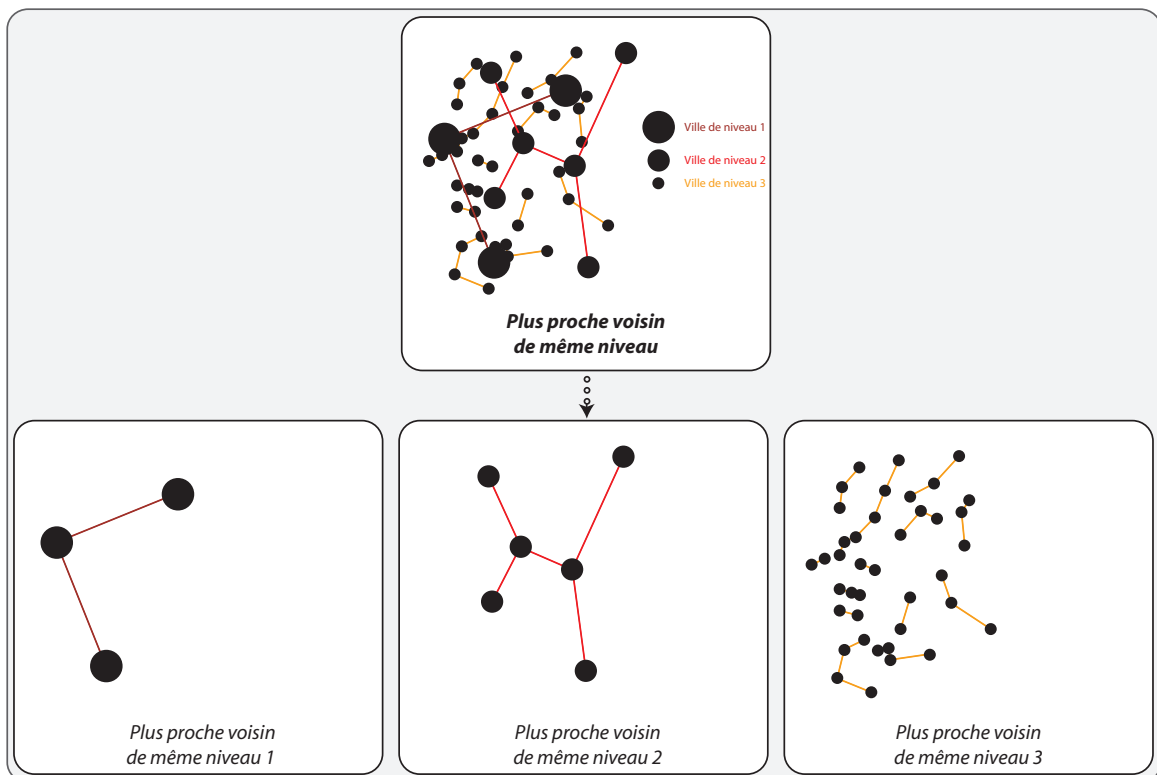 Ville de niveau 1
Ville de niveau 2
Ville de niveau 3
Plus proche voisin
de même niveau
Plus proche voisin
de même niveau 1
Plus proche voisin
de même niveau 2
Plus proche voisin
de même niveau 3